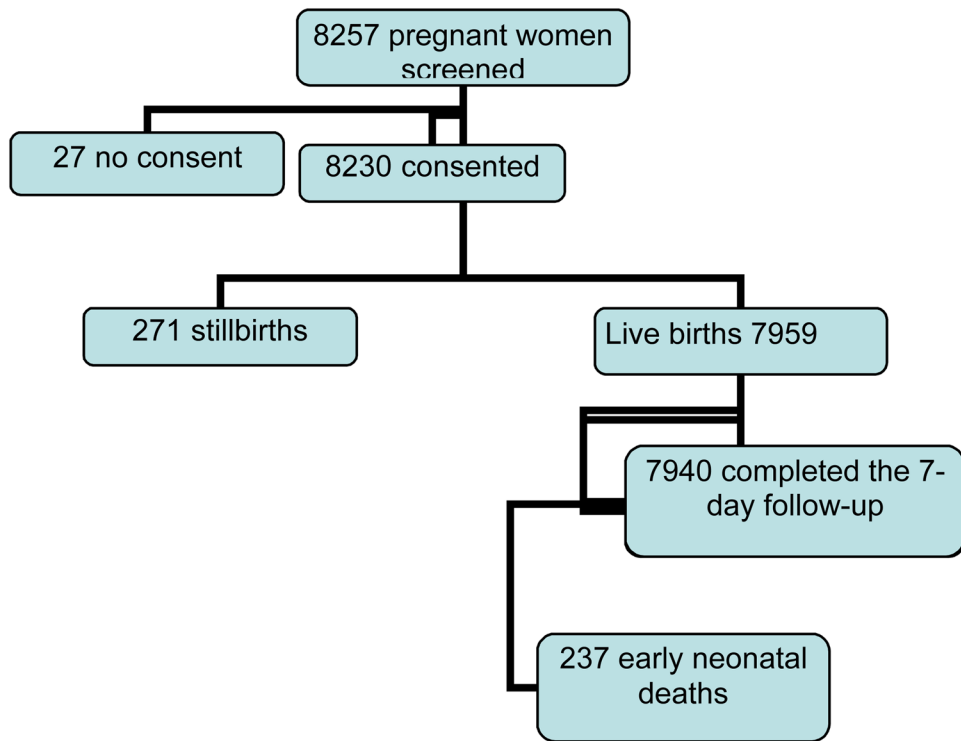 8257 pregnant women
screened
27 no consent
8230 consented
271 stillbirths
Live births 7959
7940 completed the 7-
day follow-up
237 early neonatal
deaths